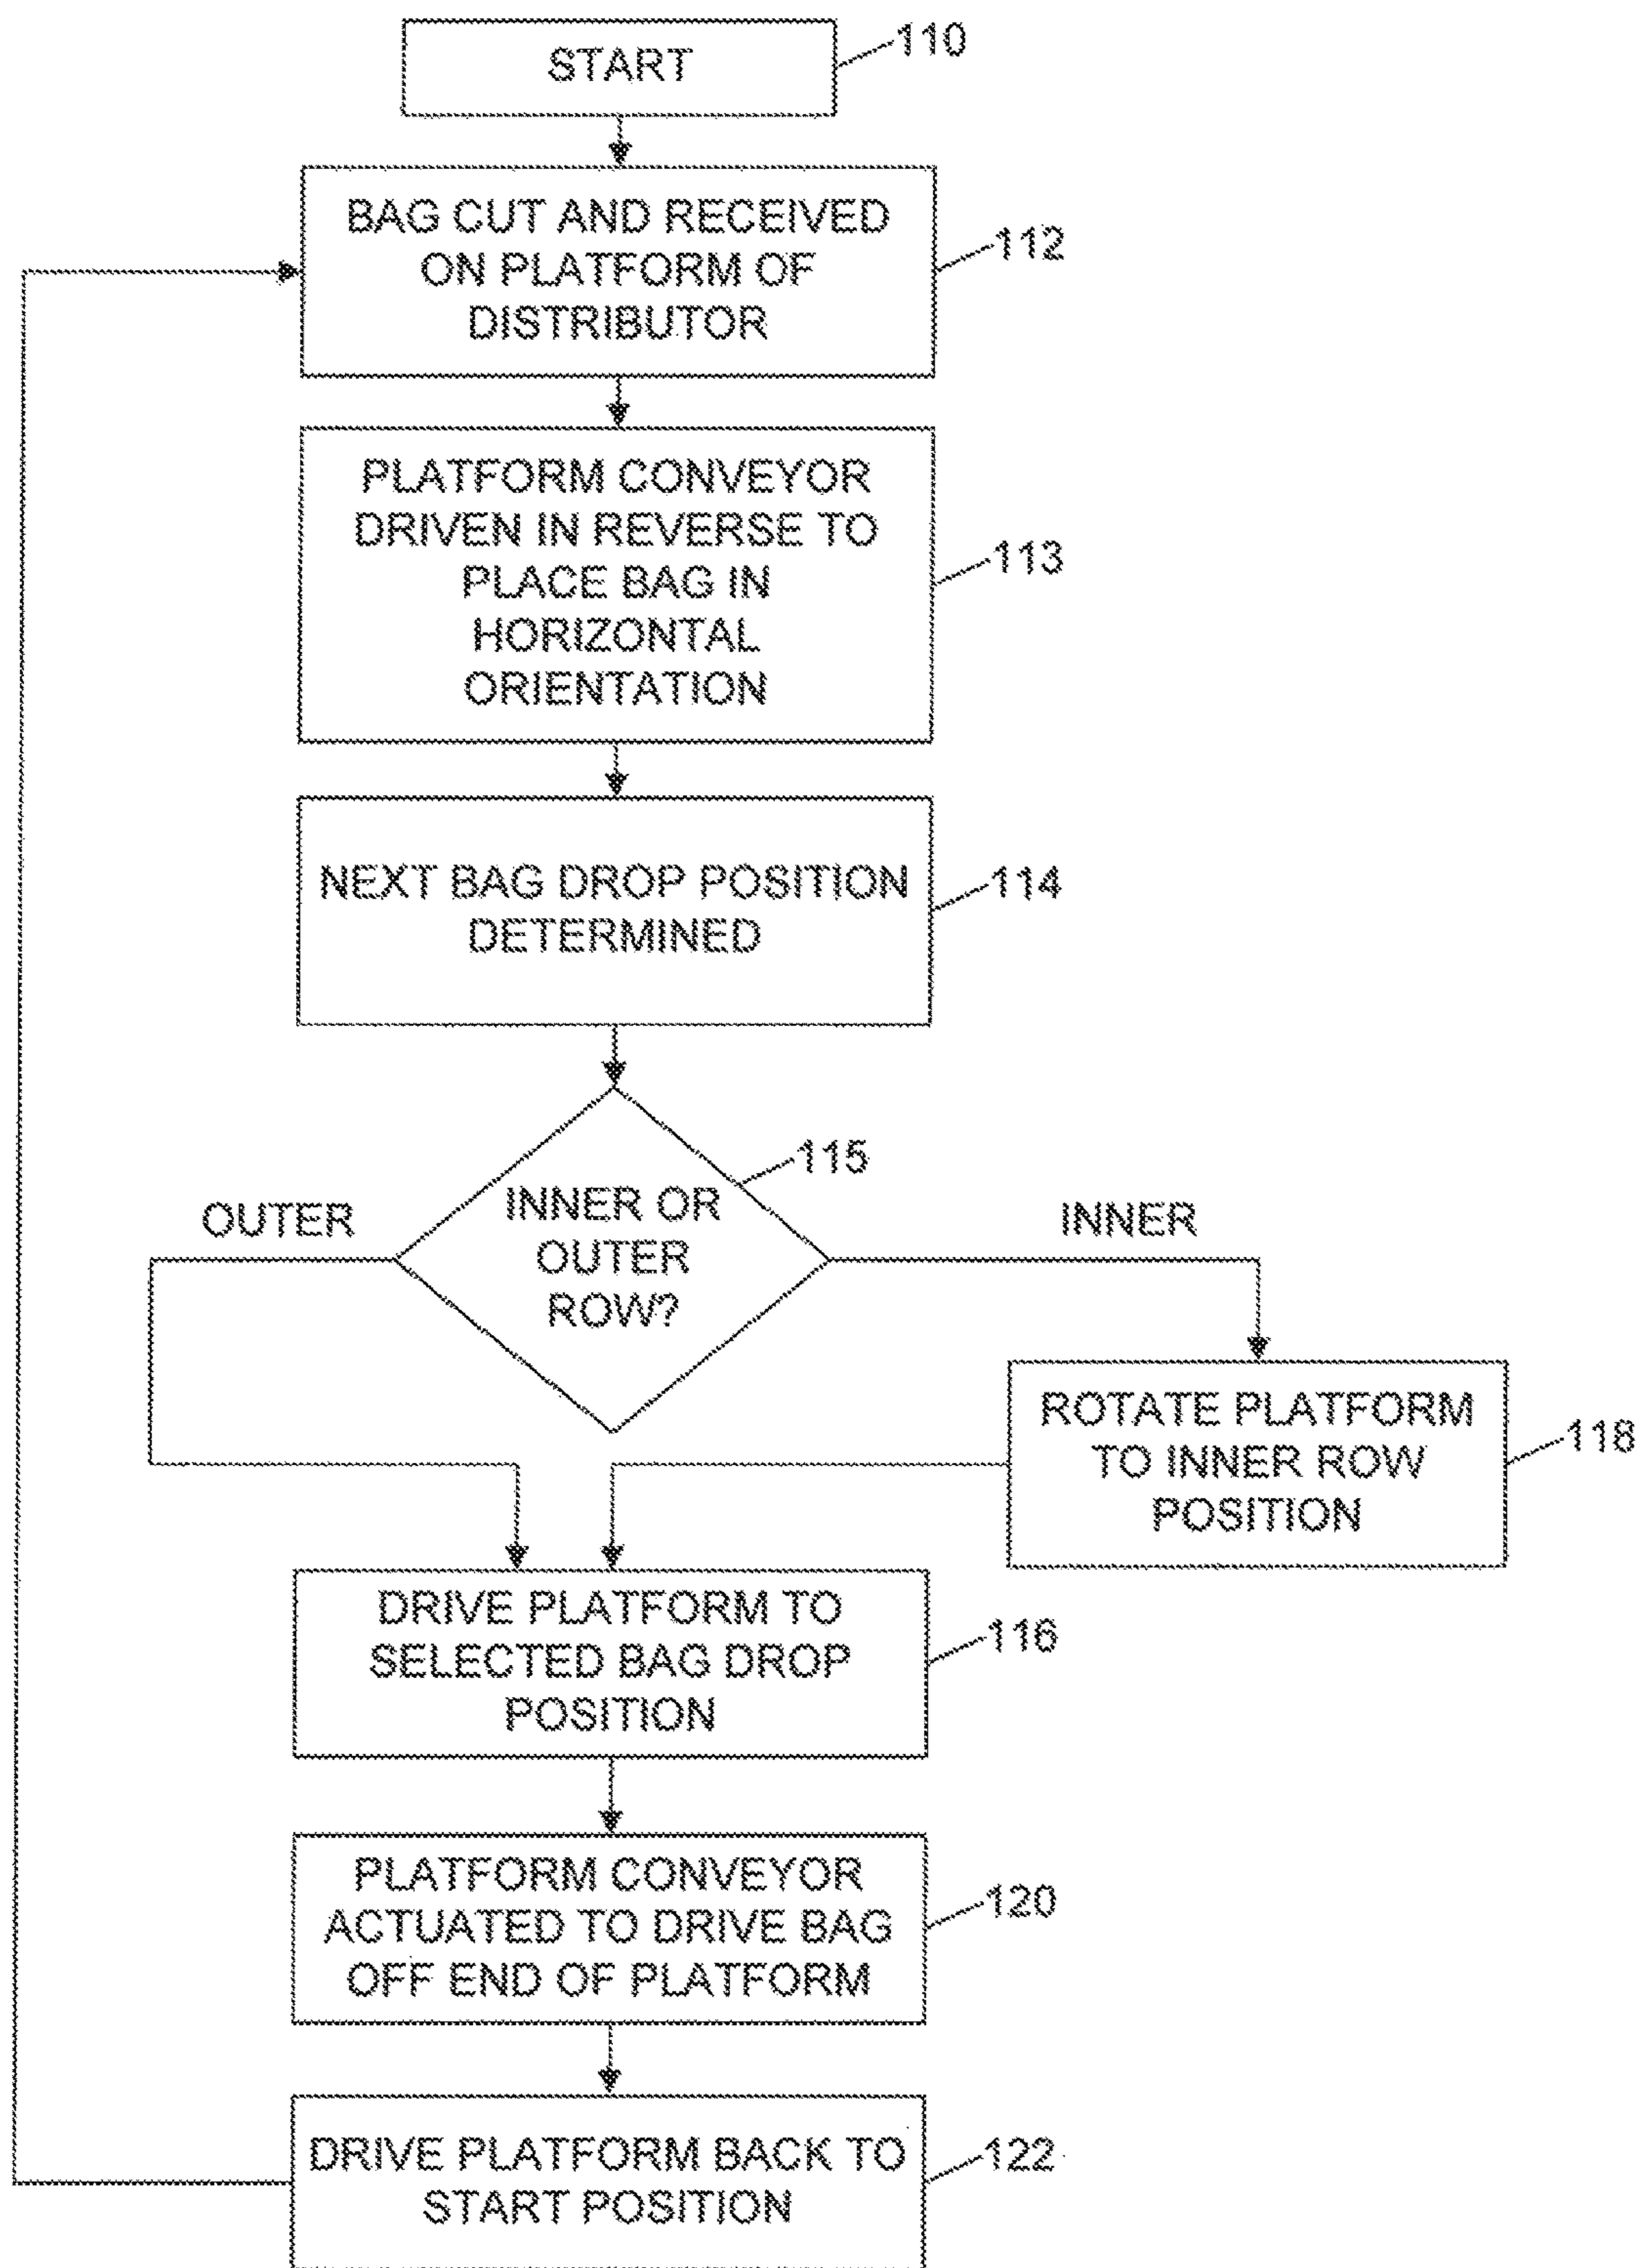 START
110
BAG CUT AND RECEIVED
ON PLATFORM OF
DISTRIBUTOR
112
PLATFORM CONVEYOR
DRIVEN IN REVERSE TO
PLACE BAG IN
HORIZONTAL
ORIENTATION
113
NEXT BAG DROP POSITION
DETERMINED
114
INNER OR
OUTER
ROW?
115
OUTER
INNER
ROTATE PLATFORM
TO INNER ROW
POSITION
118
DRIVE PLATFORM TO
SELECTED BAG DROP
POSITION
116
PLATFORM CONVEYOR
ACTUATED TO DRIVE BAG
OFF END OF PLATFORM
120
DRIVE PLATFORM BACK TO
START POSITION
122